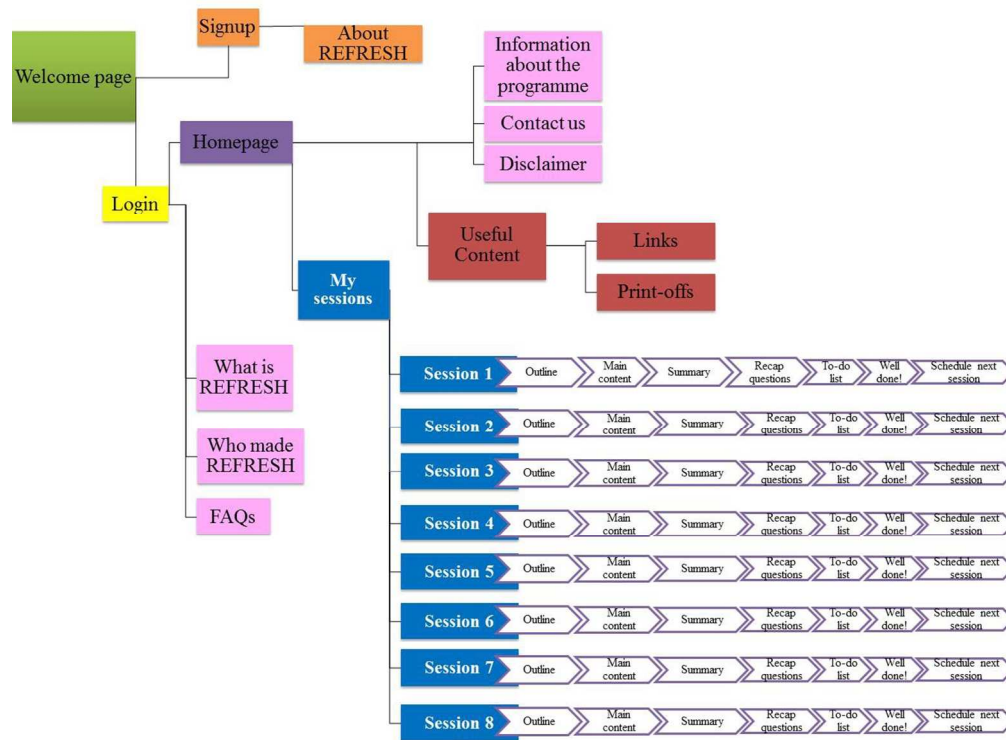 Signup
About
REFRESH
Welcome page
Information
about the
programme
Contact us
Homepage
Disclaimer
Login
Useful
Content
Links
Print-offs
My
sessions
What is
REFRESH
Who made
REFRESH
FAQs
Session 1
Outline
Main
content
Summary
Recap
questions
To-do
list
Well
done!
Schedule next
session
Session 2
Outline
Main
content
Summary
Recap
questions
To-do
list
Well
done!
Schedule next
session
Session 3
Outline
Main
content
Summary
Recap
questions
To-do
list
Well
done!
Schedule next
session
Session 4
Outline
Main
content
Summary
Recap
questions
To-do
list
Well
done!
Schedule next
session
Session 5
Outline
Main
content
Summary
Recap
questions
To-do
list
Well
done!
Schedule next
session
Session 6
Outline
Main
content
Summary
Recap
questions
To-do
list
Well
done!
Schedule next
session
Session 7
Outline
Main
content
Summary
Recap
questions
To-do
list
Well
done!
Schedule next
session
Session 8
Outline
Main
content
Summary
Recap
questions
To-do
list
Well
done!
Schedule next
session